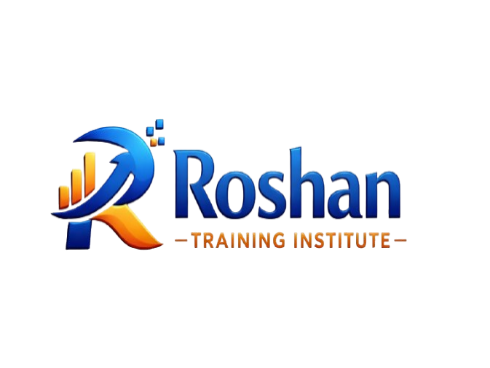 Roshan
– TRAINING INSTITUTE –